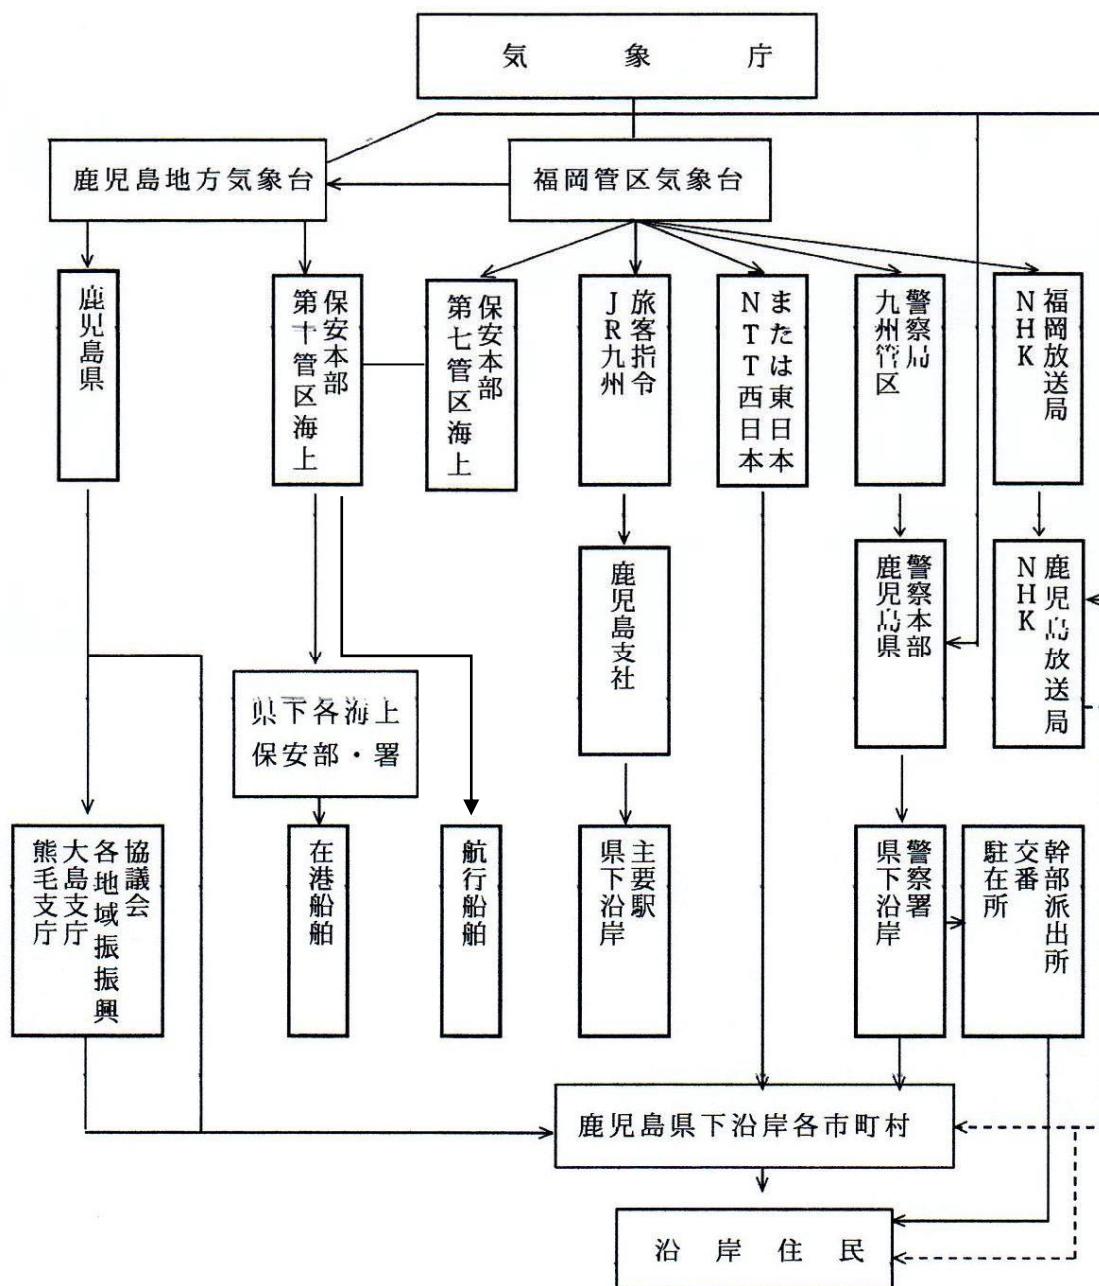 気象庁
鹿児島地方気象台
福岡管区気象台
鹿児島県
第十管区海上
保安本部
第七管区海上
保安本部
JR九州
旅客指令
NTT西日本
または東日本
九州管区
警察局
NHK
福岡放送局
鹿児島支社
鹿児島県
警察本部
NHK
鹿児島放送局
県下各海上
保安部・署
熊毛支庁
大島支庁
各地域振振興
協議会
在港船舶
航行船舶
県下沿岸
主要駅
県下沿岸
警察署
駐在所
交番
幹部派出所
鹿児島県下沿岸各市町村
沿岸住民